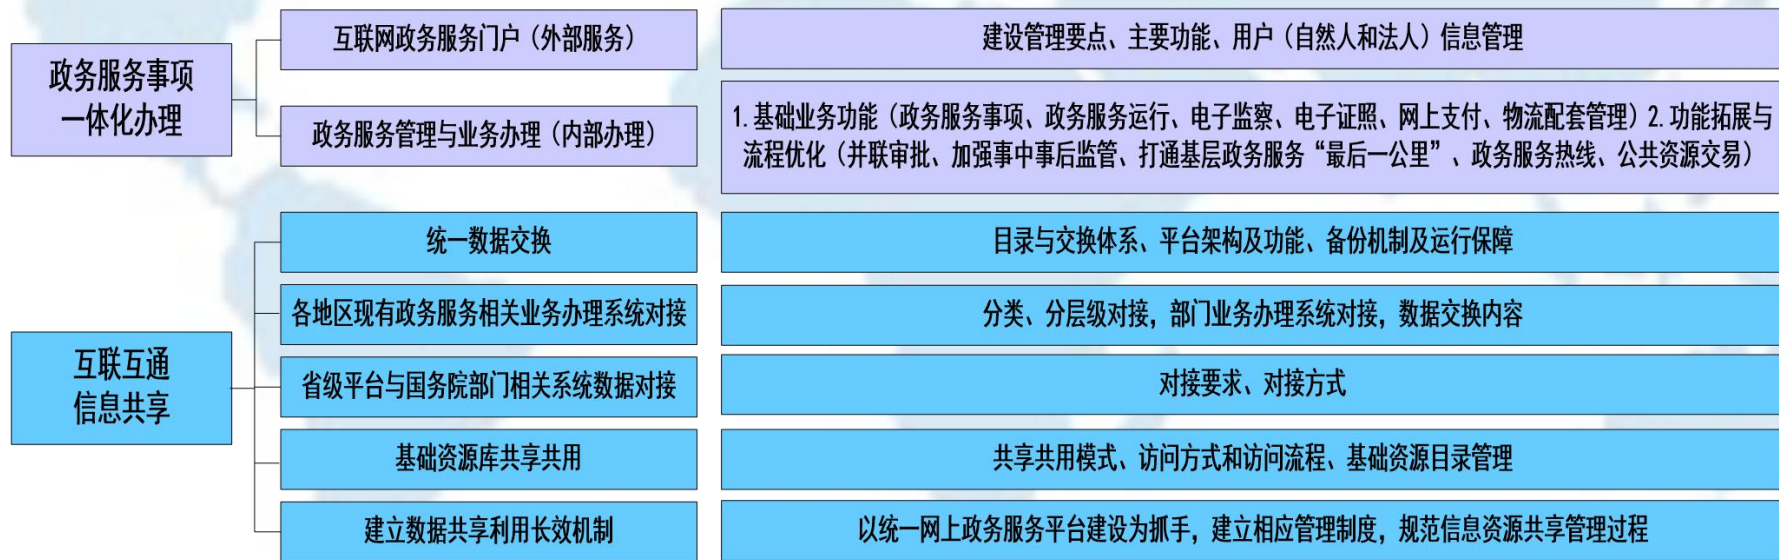 政务服务事项
一体化办理
互联网政务服务门户（外部服务）
建设管理要点、主要功能、用户（自然人和法人）信息管理
政务服务管理与业务办理（内部办理）
1.基础业务功能（政务服务事项、政务服务运行、电子监察、电子证照、网上支付、物流配套管理）2.功能拓展与
流程优化（并联审批、加强事中事后监管、打通基层政务服务“最后一公里”、政务服务热线、公共资源交易）
互联互通
信息共享
统一数据交换
目录与交换体系、平台架构及功能、备份机制及运行保障
各地区现有政务服务相关业务办理系统对接
分类、分层级对接，部门业务办理系统对接，数据交换内容
省级平台与国务院部门相关系统数据对接
对接要求、对接方式
基础资源库共享共用
共享共用模式、访问方式和访问流程、基础资源目录管理
建立数据共享利用长效机制
以统一网上政务服务平台建设为抓手，建立相应管理制度，规范信息资源共享管理过程